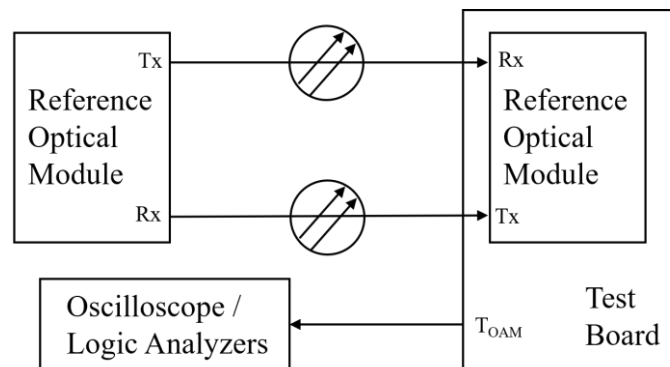 Tx
Rx
Reference
Optical
Module
Reference
Optical
Module
Rx
Tx
Oscilloscope /
Logic Analyzers
TOAM
Test
Board